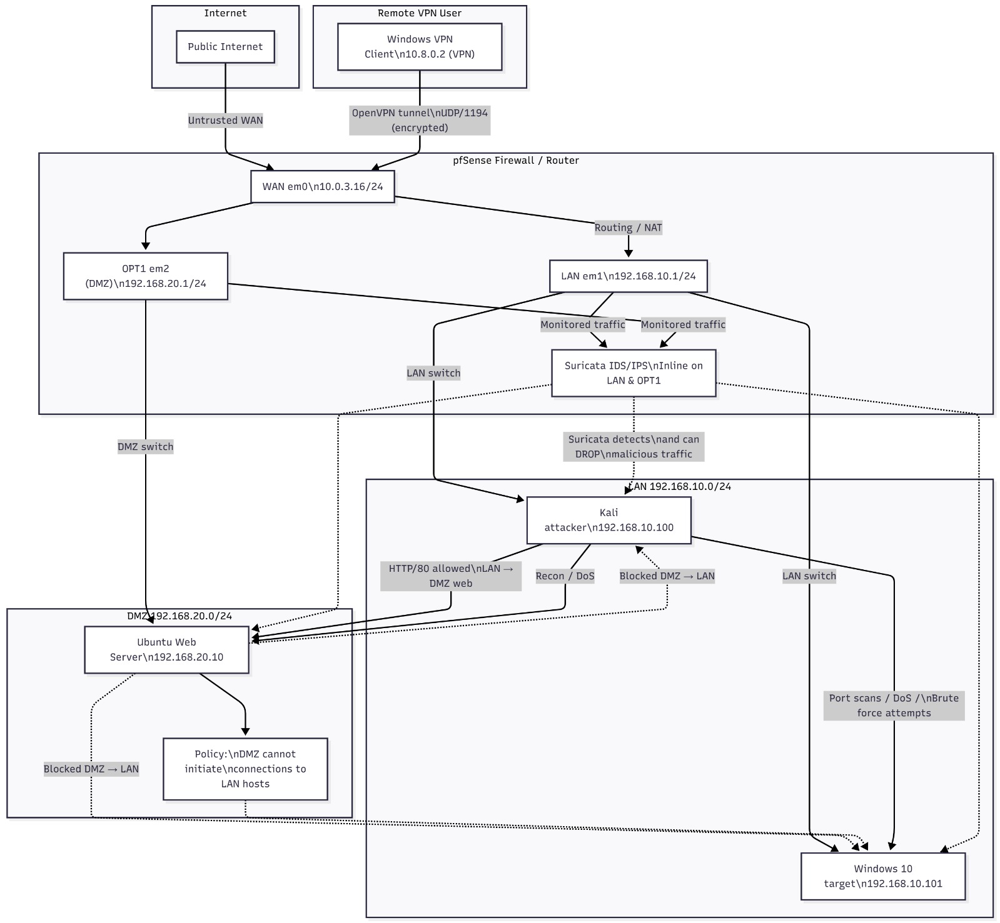 Internet
Remote VPN User
Public Internet
Windows VPN
Client\n10.8.0.2 (VPN)
Untrusted WAN
OpenVPN tunnel\nUDP/1194
(encrypted)
pfSense Firewall / Router
WAN em0\n10.0.3.16/24
Routing / NAT
OPT1 em2
(DMZ)\n192.168.20.1/24
LAN em1\n192.168.10.1/24
Monitored traffic
Monitored traffic
LAN switch
Suricata IDS/IPS\nInline on
LAN & OPT1
DMZ switch
Suricata detects\nand can
DROP\nmalicious traffic
LAN 192.168.10.0/24
Kali
attacker\n192.168.10.100
HTTP/80 allowed\nLAN →
DMZ web
Recon / DoS
Blocked DMZ → LAN
LAN switch
DMZ 192.168.20.0/24
Ubuntu Web
Server\n192.168.20.10
Port scans / DoS /\nBrute
force attempts
Blocked DMZ → LAN
Policy:\nDMZ cannot
initiate\nconnections to
LAN hosts
Windows 10
target\n192.168.10.101